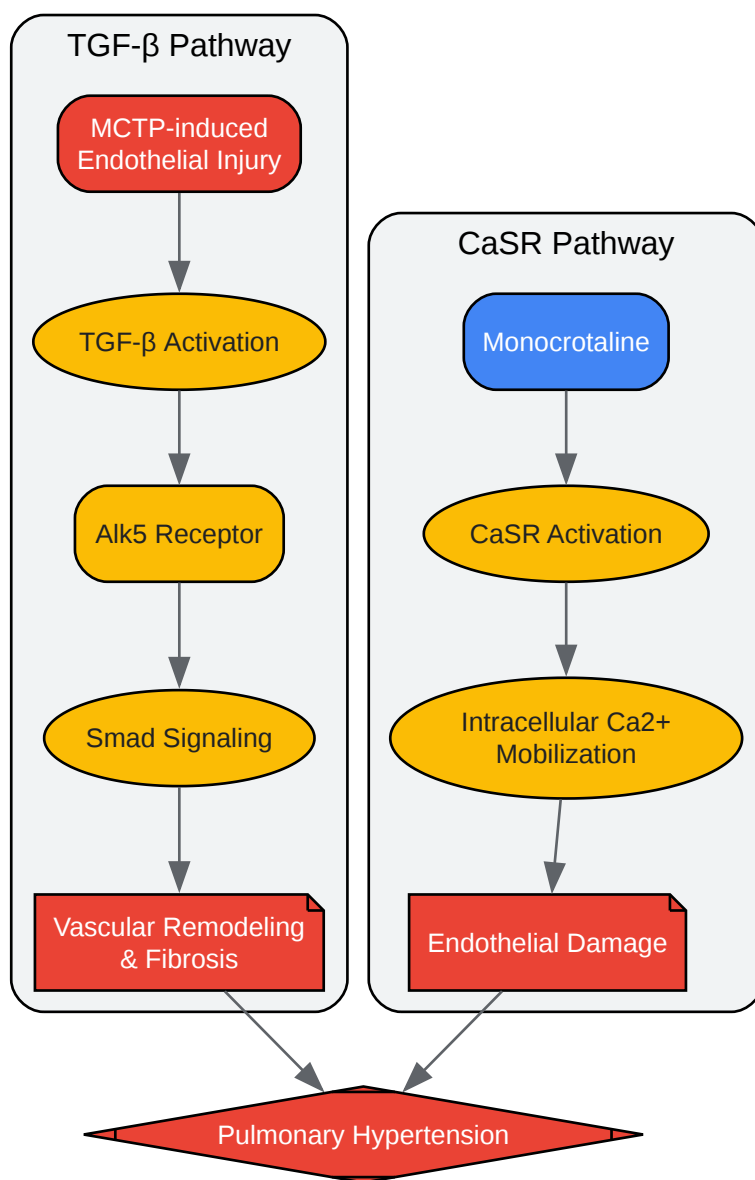 TGF-β Pathway
MCTP-induced
Endothelial Injury
TGF-β Activation
Alk5 Receptor
Smad Signaling
Vascular Remodeling
& Fibrosis
CaSR Pathway
Monocrotaline
CaSR Activation
Intracellular Ca2+
Mobilization
Endothelial Damage
Pulmonary Hypertension